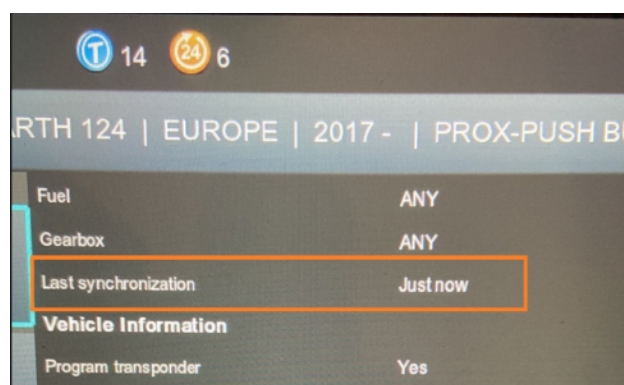 T 14 24 6
RTH 124 | EUROPE | 2017 - | PROX-PUSH B
Fuel ANY
Gearbox ANY
Last synchronization Just now
Vehicle Information
Program transponder Yes